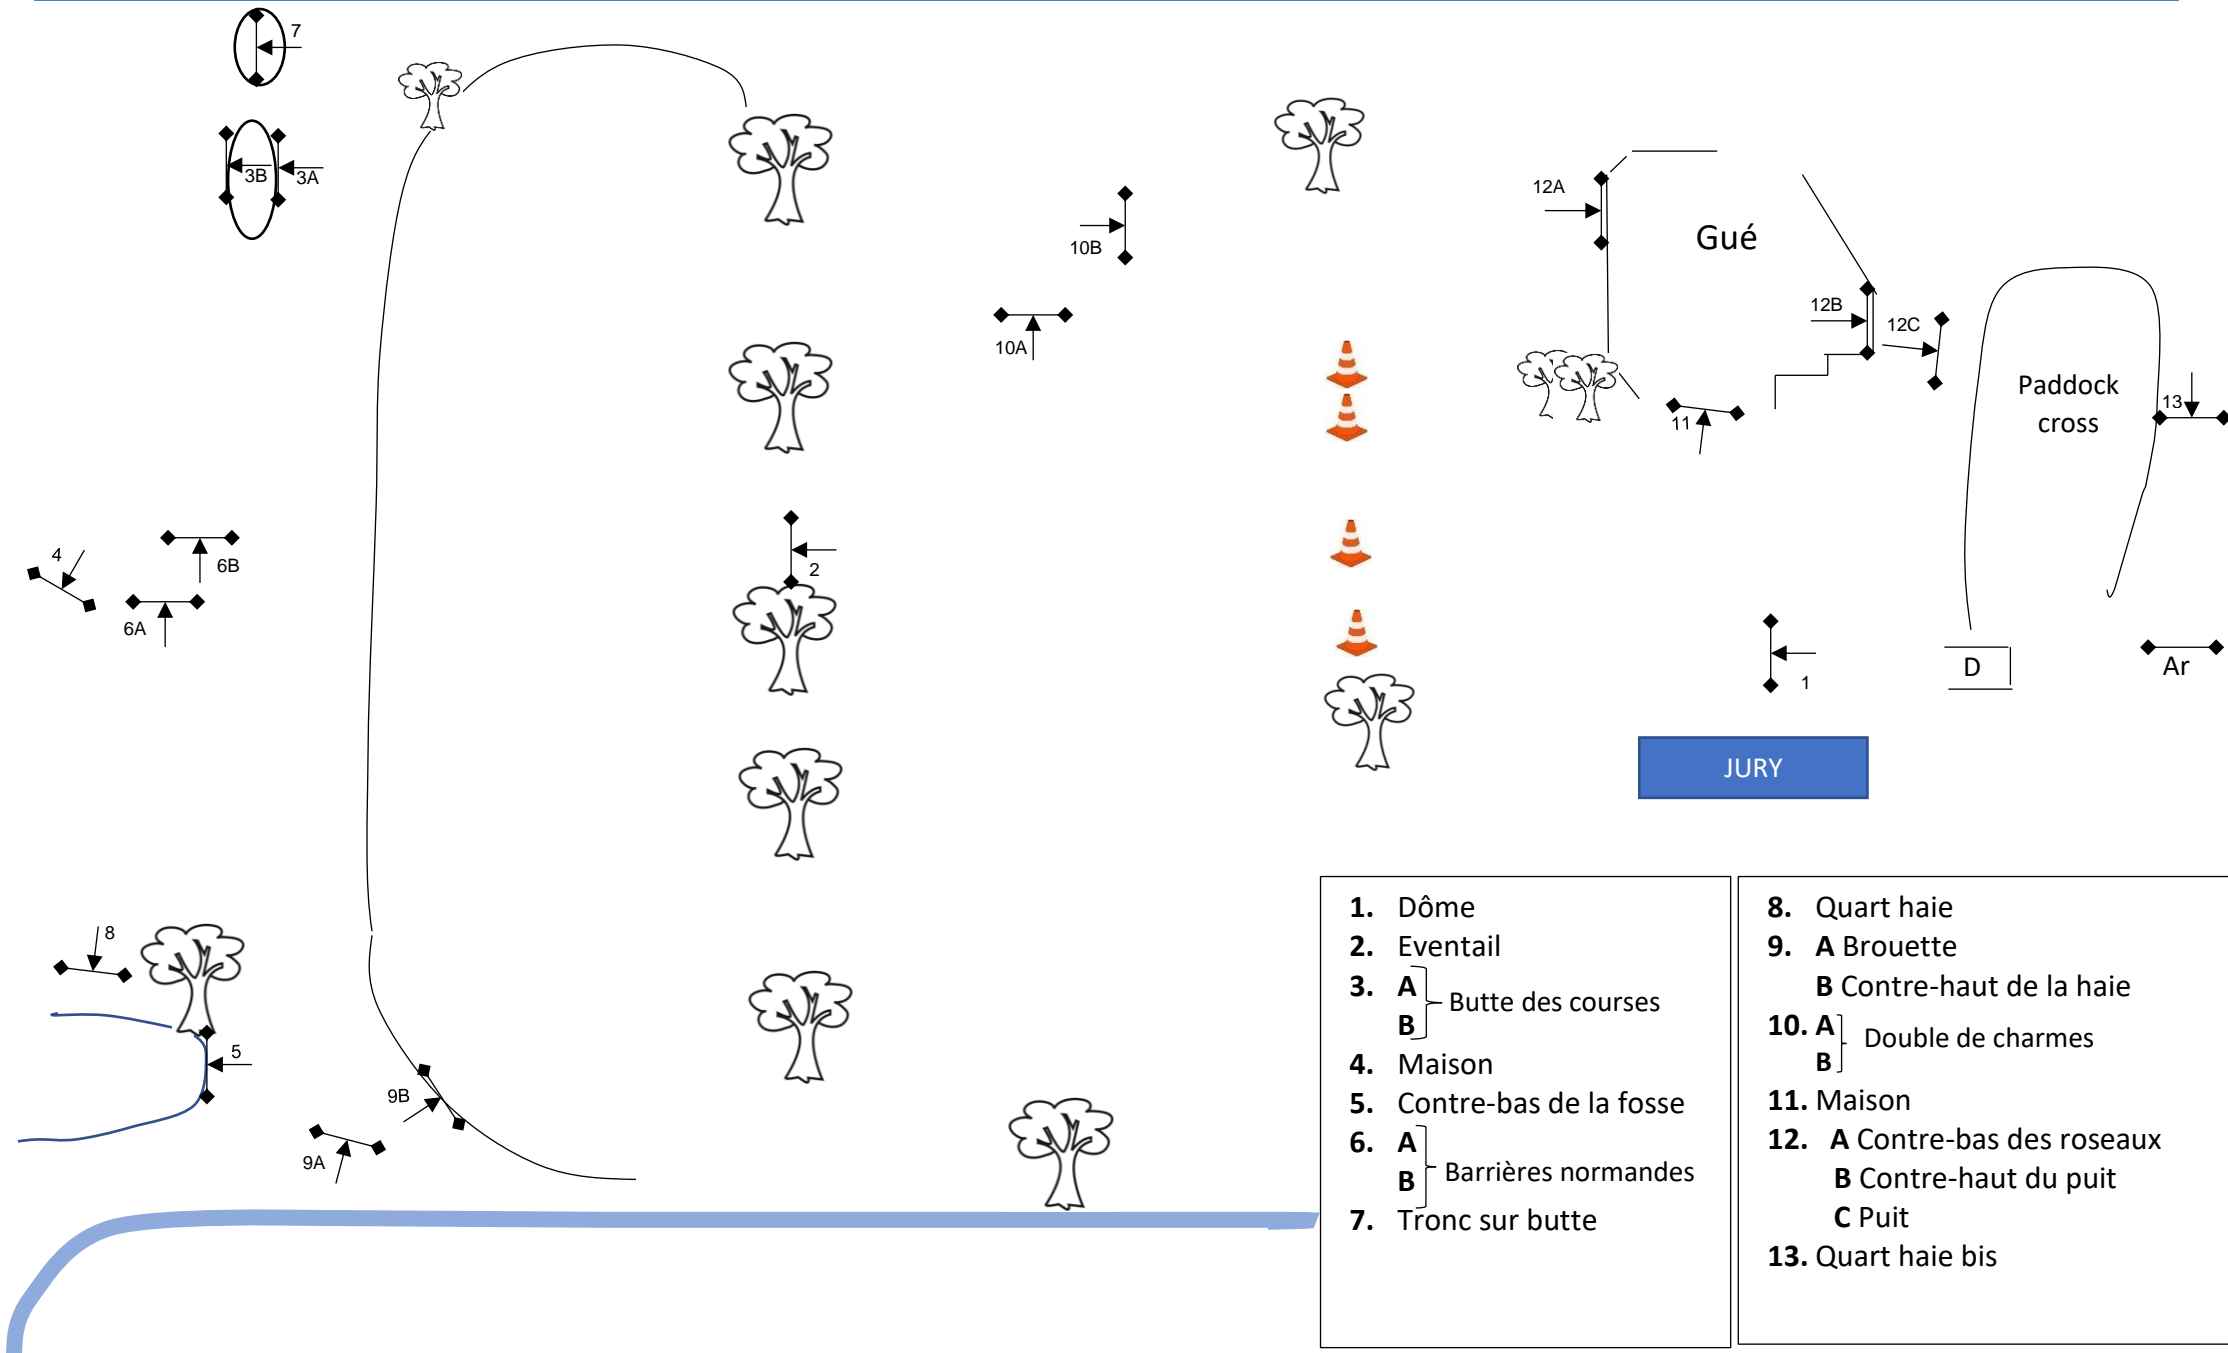 7
3B
3A
12A
Gué
10B
12B
12C
10A
Paddock
cross
13
11
4
6B
2
6A
D
Ar
1
JURY
8
5
9B
9A
1. Dôme
2. Eventail
3. A
Butte des courses
B
4. Maison
5. Contre-bas de la fosse
6. A
Barrières normandes
B
7. Tronc sur butte
8. Quart haie
9. A Brouette
B Contre-haut de la haie
10. A
Double de charmes
B
11. Maison
12. A Contre-bas des roseaux
B Contre-haut du puit
C Puit
13. Quart haie bis